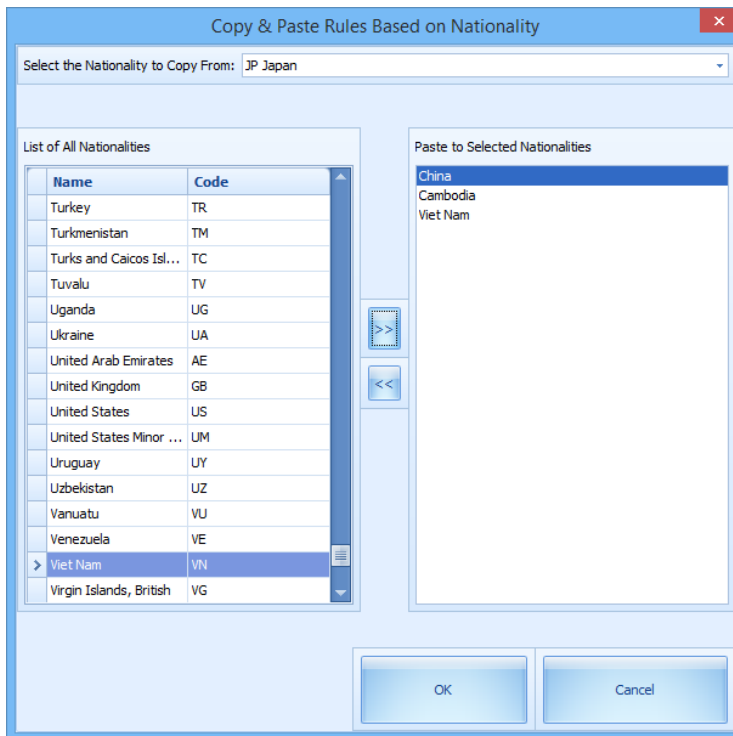 Copy & Paste Rules Based on Nationality
Select the Nationality to Copy From: JP Japan
List of All Nationalities
Name Code
Turkey TR
Turkmenistan TM
Turks and Caicos Isl... TC
Tuvalu TV
Uganda UG
Ukraine UA
United Arab Emirates AE
United Kingdom GB
United States US
United States Minor ... UM
Uruguay UY
Uzbekistan UZ
Vanuatu VU
Venezuela VE
Viet Nam VN
Virgin Islands, British VG
>>
<<
Paste to Selected Nationalities
China
Cambodia
Viet Nam
OK Cancel